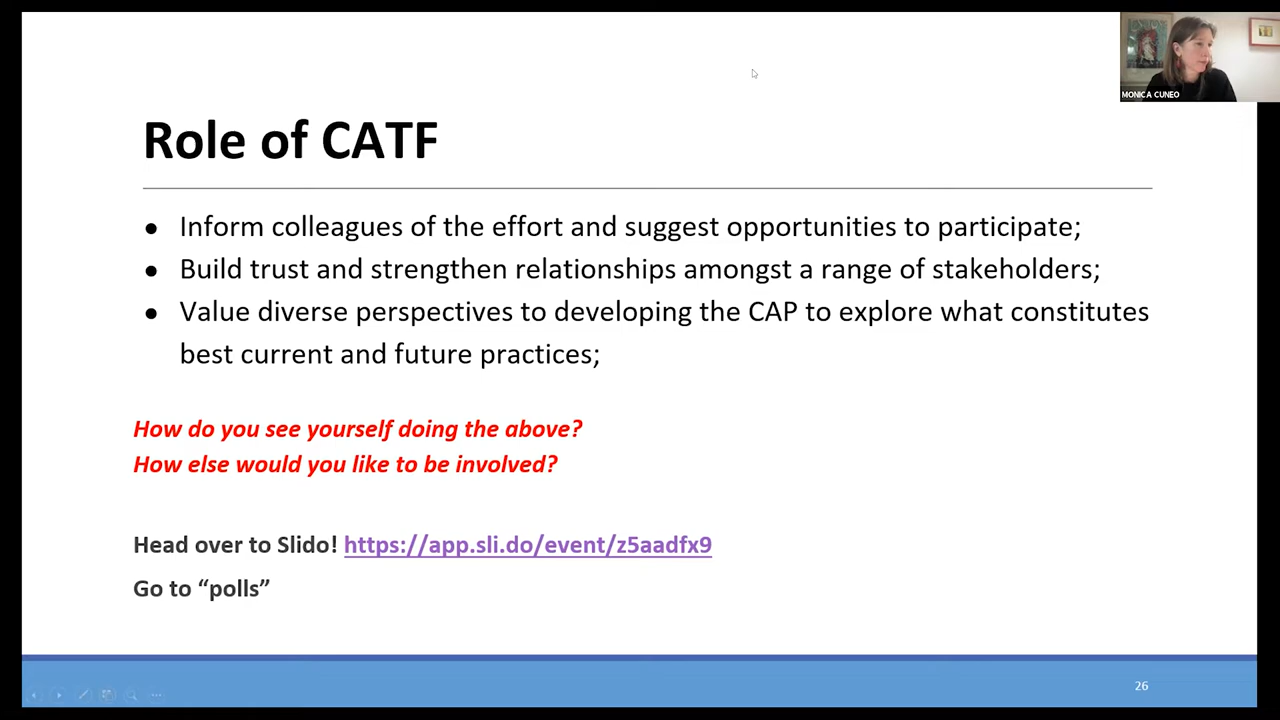 MONICA CUNEO
Role of CATF
● Inform colleagues of the effort and suggest opportunities to participate;
● Build trust and strengthen relationships amongst a range of stakeholders;
● Value diverse perspectives to developing the CAP to explore what constitutes
best current and future practices;
How do you see yourself doing the above?
How else would you like to be involved?
Head over to Slido! https://app.sli.do/event/z5aadfx9
Go to “polls”
26